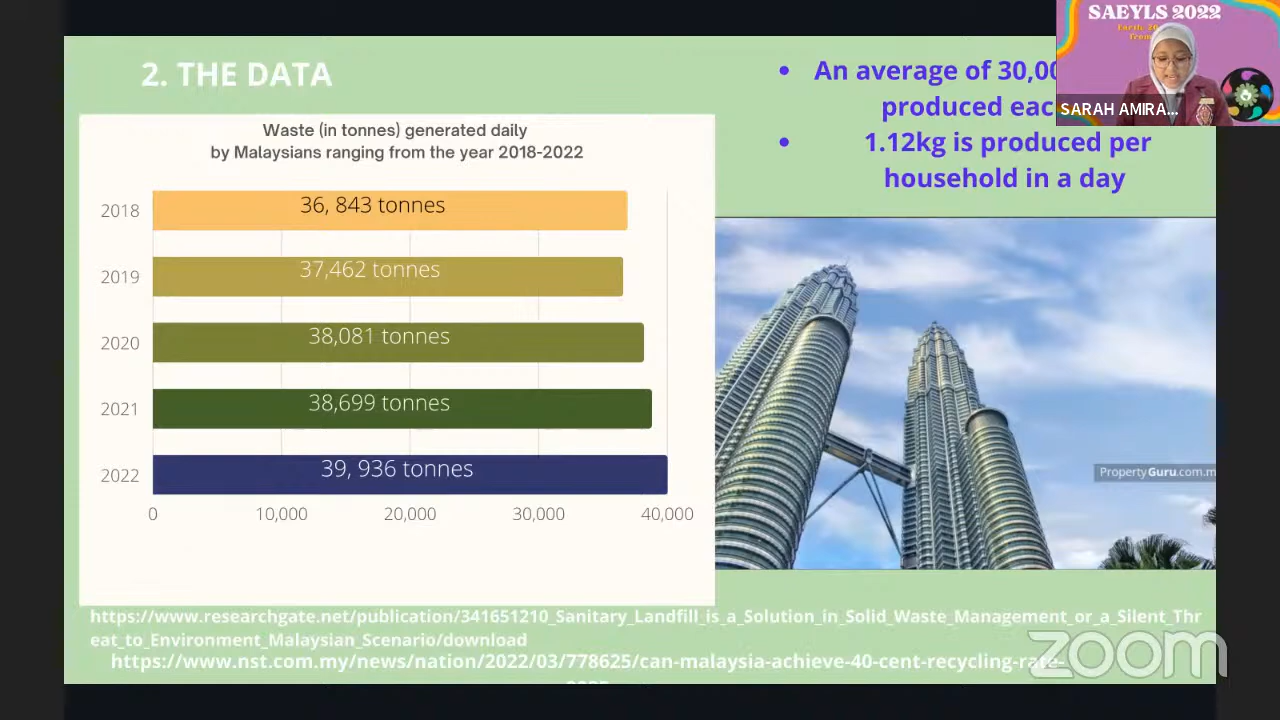 SAEYLS 2022
2. THE DATA
An average of 30,00
produced eac
SARAH AMIRA...
1.12kg is produced per
household in a day
Waste (in tonnes) generated daily
by Malaysians ranging from the year 2018-2022
2018
36, 843 tonnes
2019
37,462 tonnes
2020
38,081 tonnes
2021
38,699 tonnes
2022
39, 936 tonnes
0 10,000 20,000 30,000 40,000
PropertyGuru.com.m
https://www.researchgate.net/publication/341651210_Sanitary_Landfill_is_a_Solution_in_Solid_Waste_Management_or_a_Silent_Thr
eat_to_Environment_Malaysian_Scenario/download
https://www.nst.com.my/news/nation/2022/03/778625/can-malaysia-achieve-40-cent-recycling-rate-
zoom